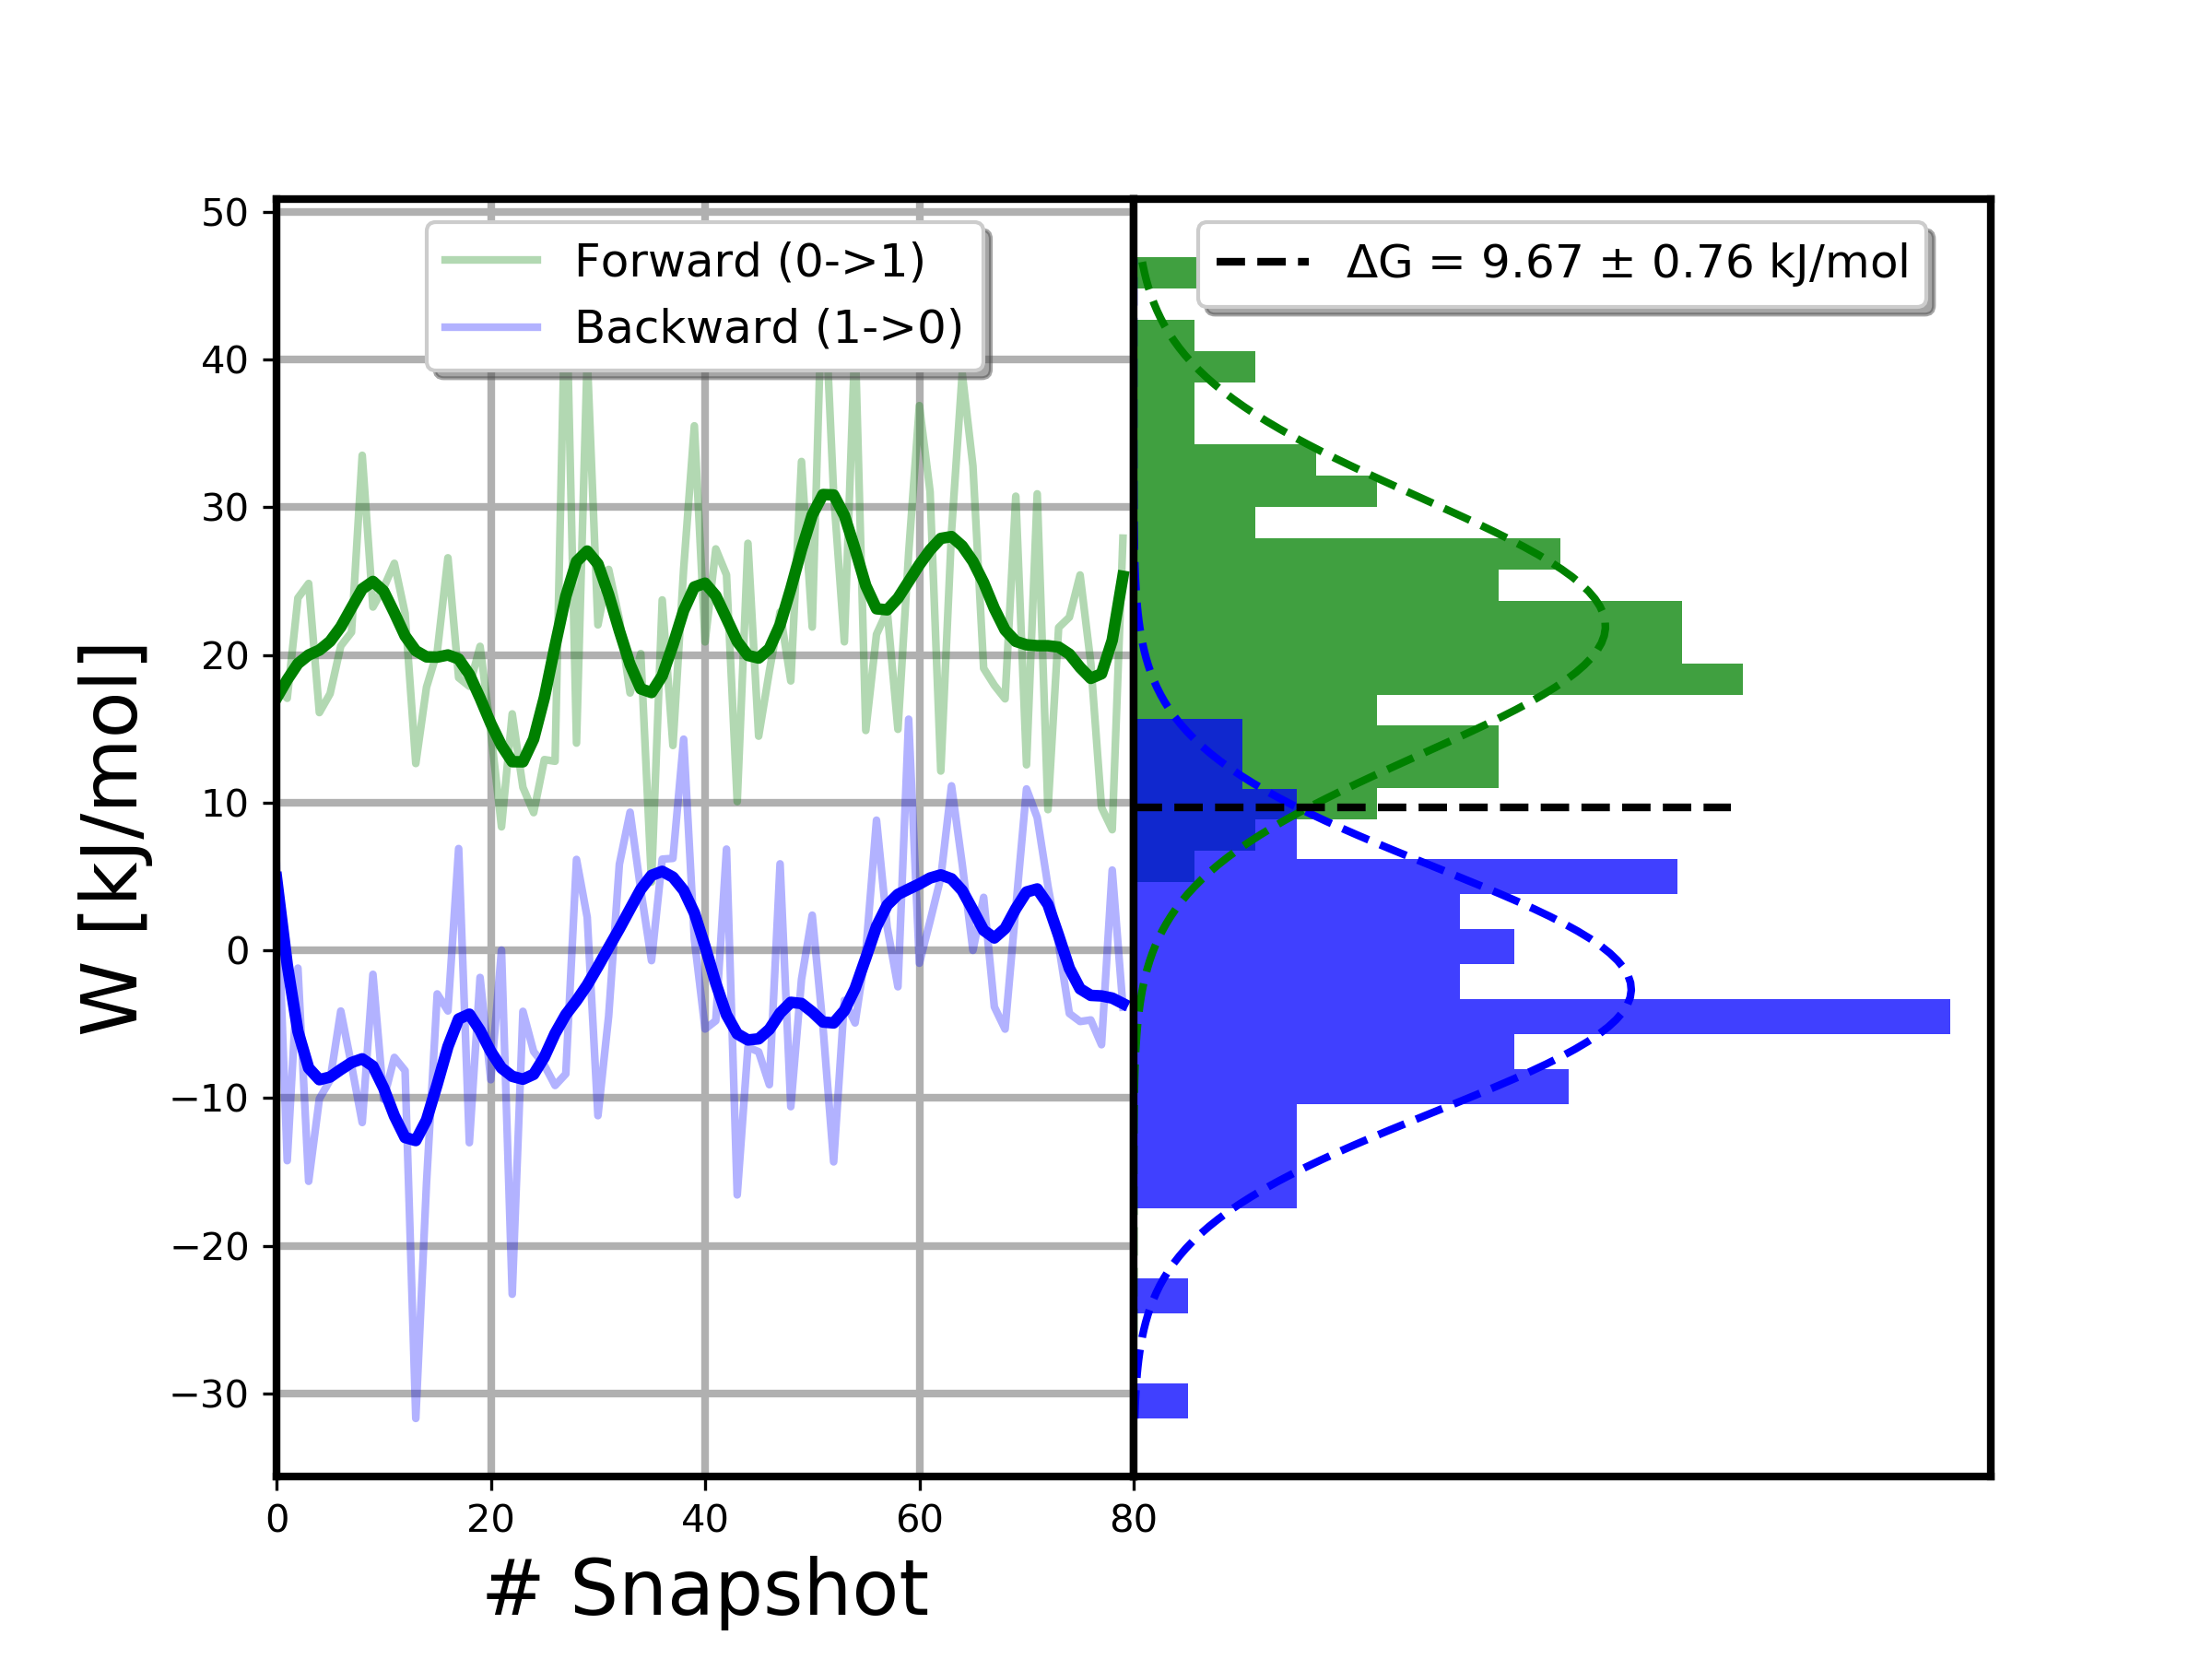 50
40
30
20
10
0
−10
−20
−30
W [kJ/mol]
Forward (0->1)
Backward (1->0)
ΔG = 9.67 ± 0.76 kJ/mol
0 20 40 60 80
# Snapshot